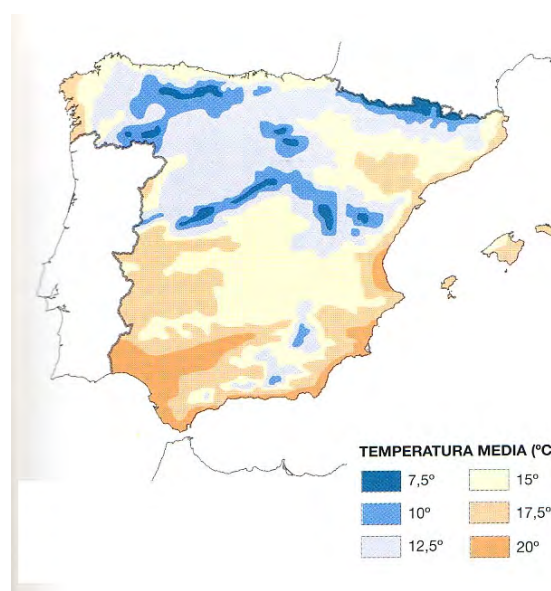 TEMPERATURA MEDIA (ºC
7,5º
15º
10º
17,5º
12,5º
20º